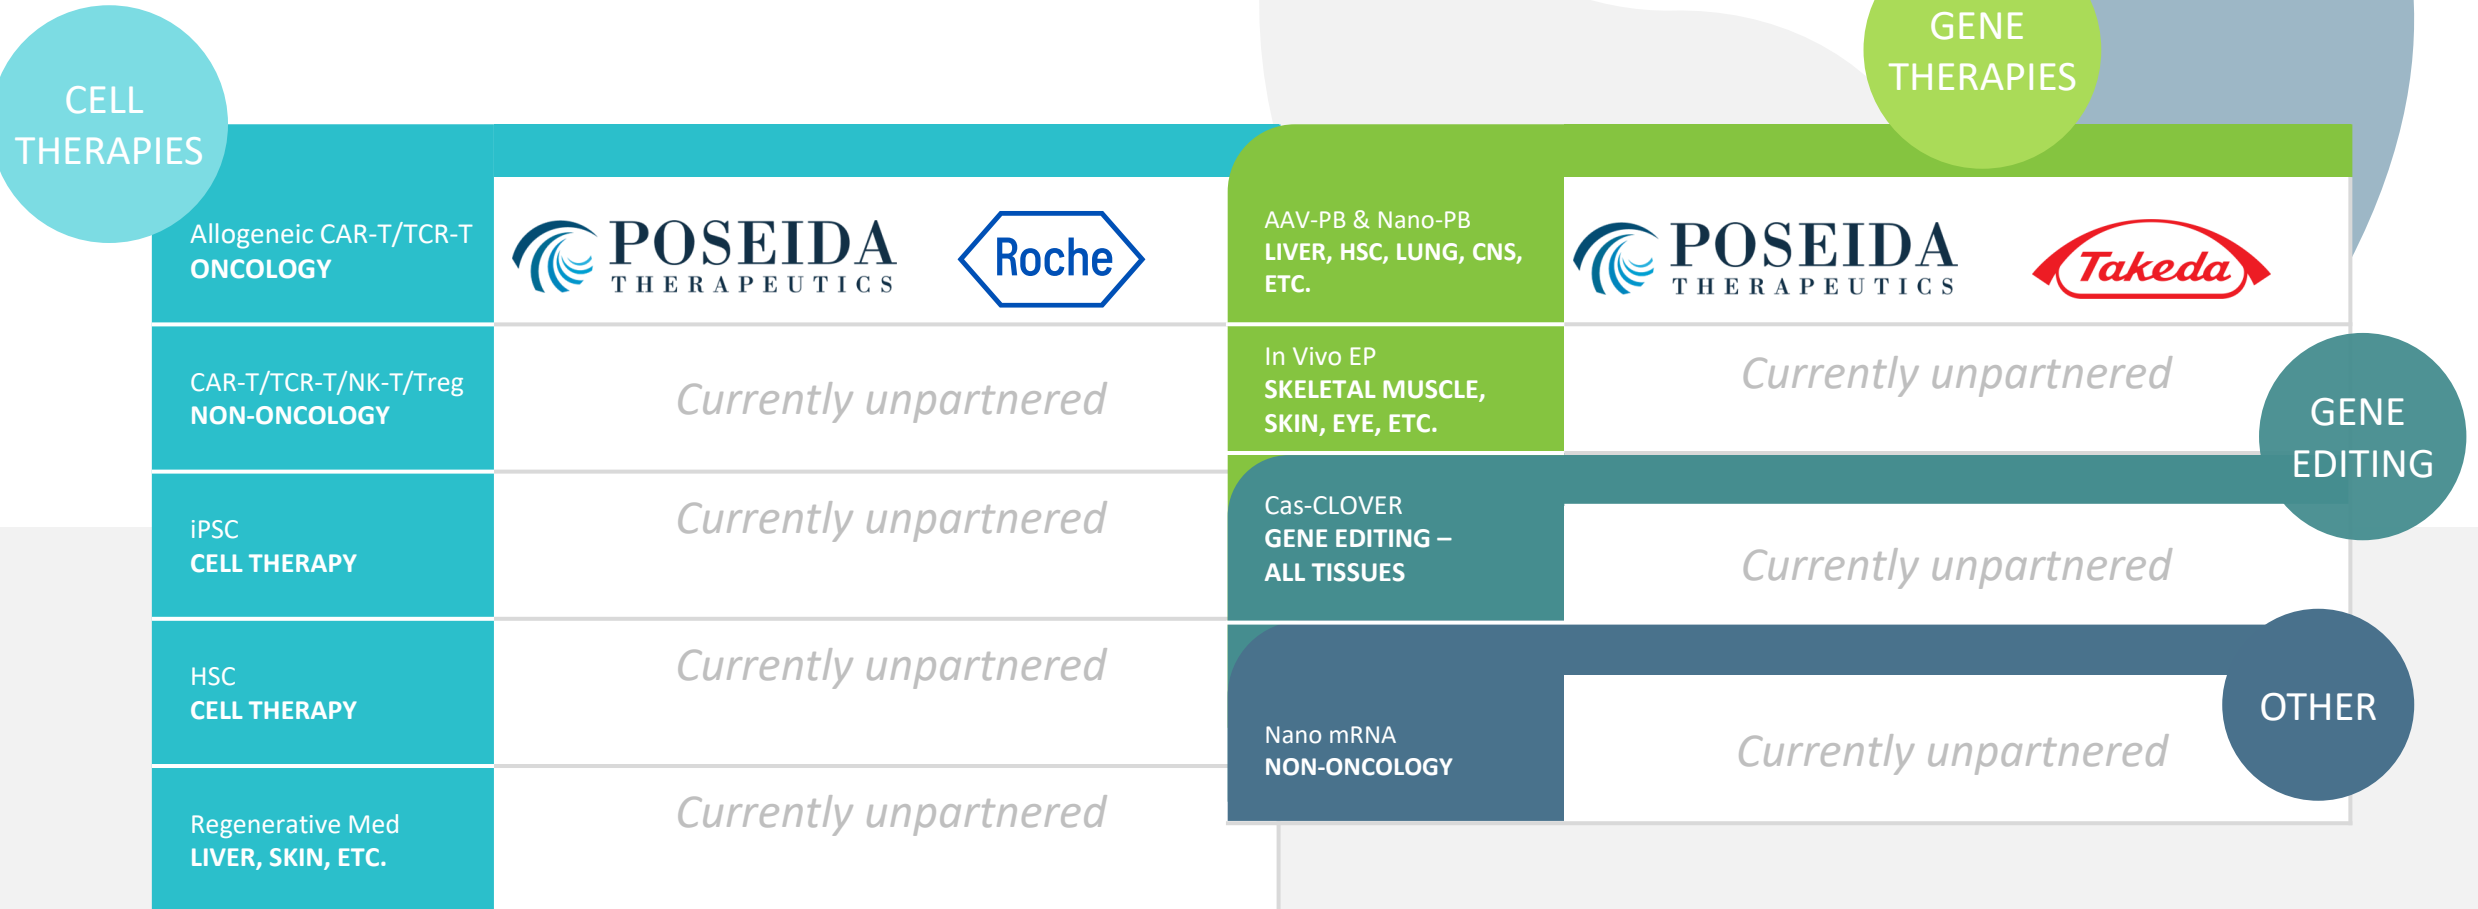 CELL
THERAPIES
Allogeneic CAR-T/TCR-T
ONCOLOGY
POSEIDA
THERAPEUTICS
Roche
CAR-T/TCR-T/NK-T/Treg
NON-ONCOLOGY
Currently unpartnered
iPSC
CELL THERAPY
Currently unpartnered
HSC
CELL THERAPY
Currently unpartnered
Regenerative Med
LIVER, SKIN, ETC.
Currently unpartnered
GENE
THERAPIES
AAV-PB & Nano-PB
LIVER, HSC, LUNG, CNS,
ETC.
POSEIDA
THERAPEUTICS
Takeda
In Vivo EP
SKELETAL MUSCLE,
SKIN, EYE, ETC.
Currently unpartnered
GENE
EDITING
Cas-CLOVER
GENE EDITING –
ALL TISSUES
Currently unpartnered
OTHER
Nano mRNA
NON-ONCOLOGY
Currently unpartnered